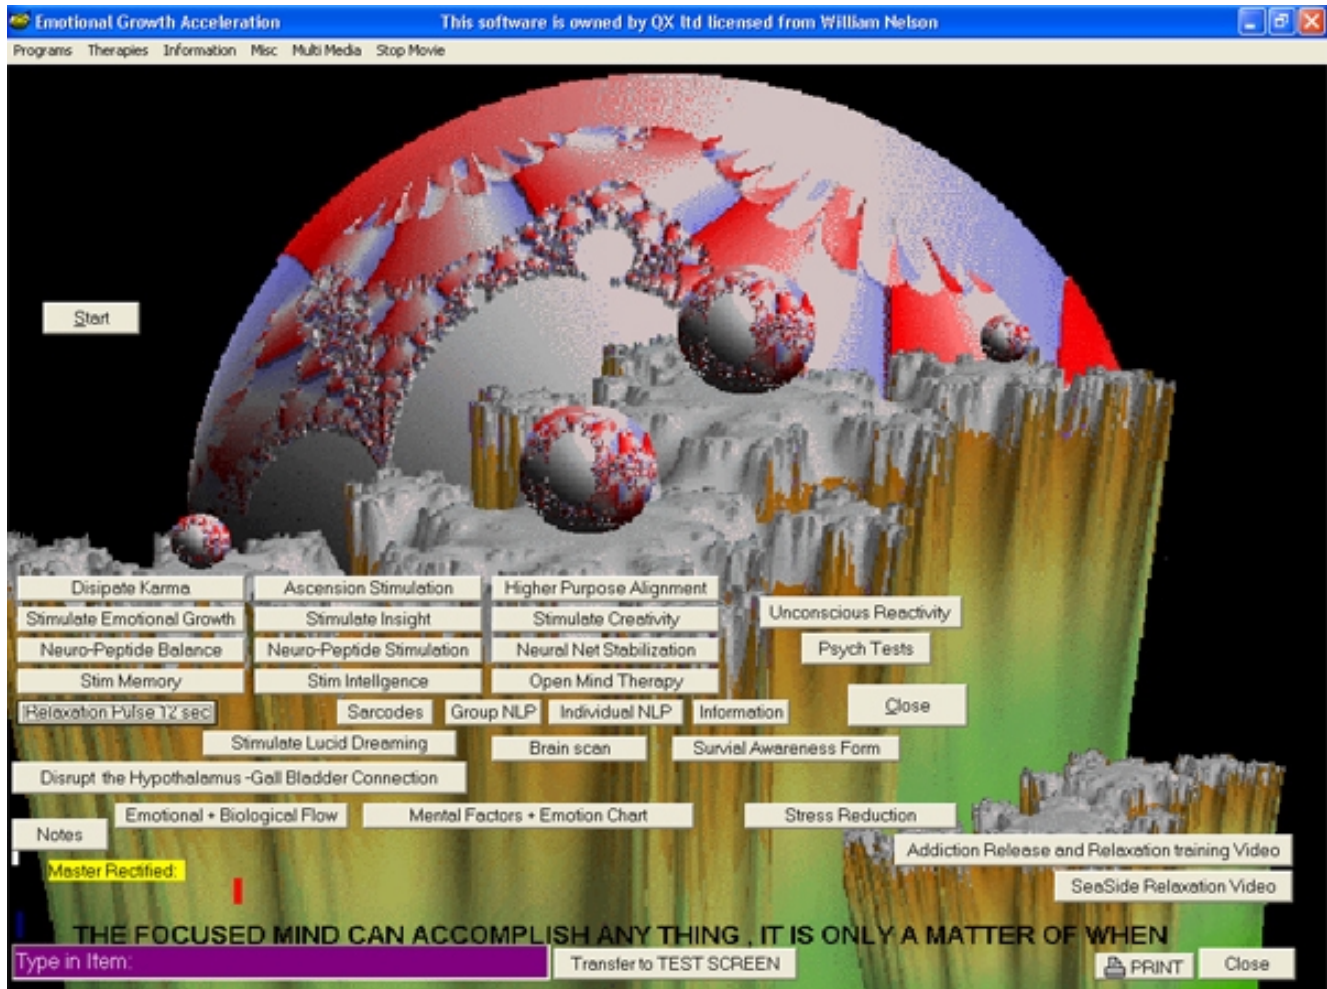 Emotional Growth Acceleration This software is owned by QX ltd licensed from William Nelson
Programs Therapies Information Misc Multi Media Stop Movie
Start
Disipate Karma Ascension Stimulation Higher Purpose Alignment
Unconscious Reactivity
Stimulate Emotional Growth Stimulate Insight Stimulate Creativity
Neuro-Peptide Balance Neuro-Peptide Stimulation Neural Net Stabilization Psych Tests
Stim Memory Stim Intellgence Open Mind Therapy
Relaxation Pulse 12 sec Sarcodes Group NLP Individual NLP Information Close
Stimulate Lucid Dreaming Brain scan Survial Awareness Form
Disrupt the Hypothalamus -Gall Bladder Connection
Emotional + Biological Flow Mental Factors + Emotion Chart Stress Reduction
Notes
Addiction Release and Relaxation training Video
Master Rectified:
SeaSide Relaxation Video
THE FOCUSED MIND CAN ACCOMPLISH ANY THING , IT IS ONLY A MATTER OF WHEN
Type in Item: Transfer to TEST SCREEN PRINT Close